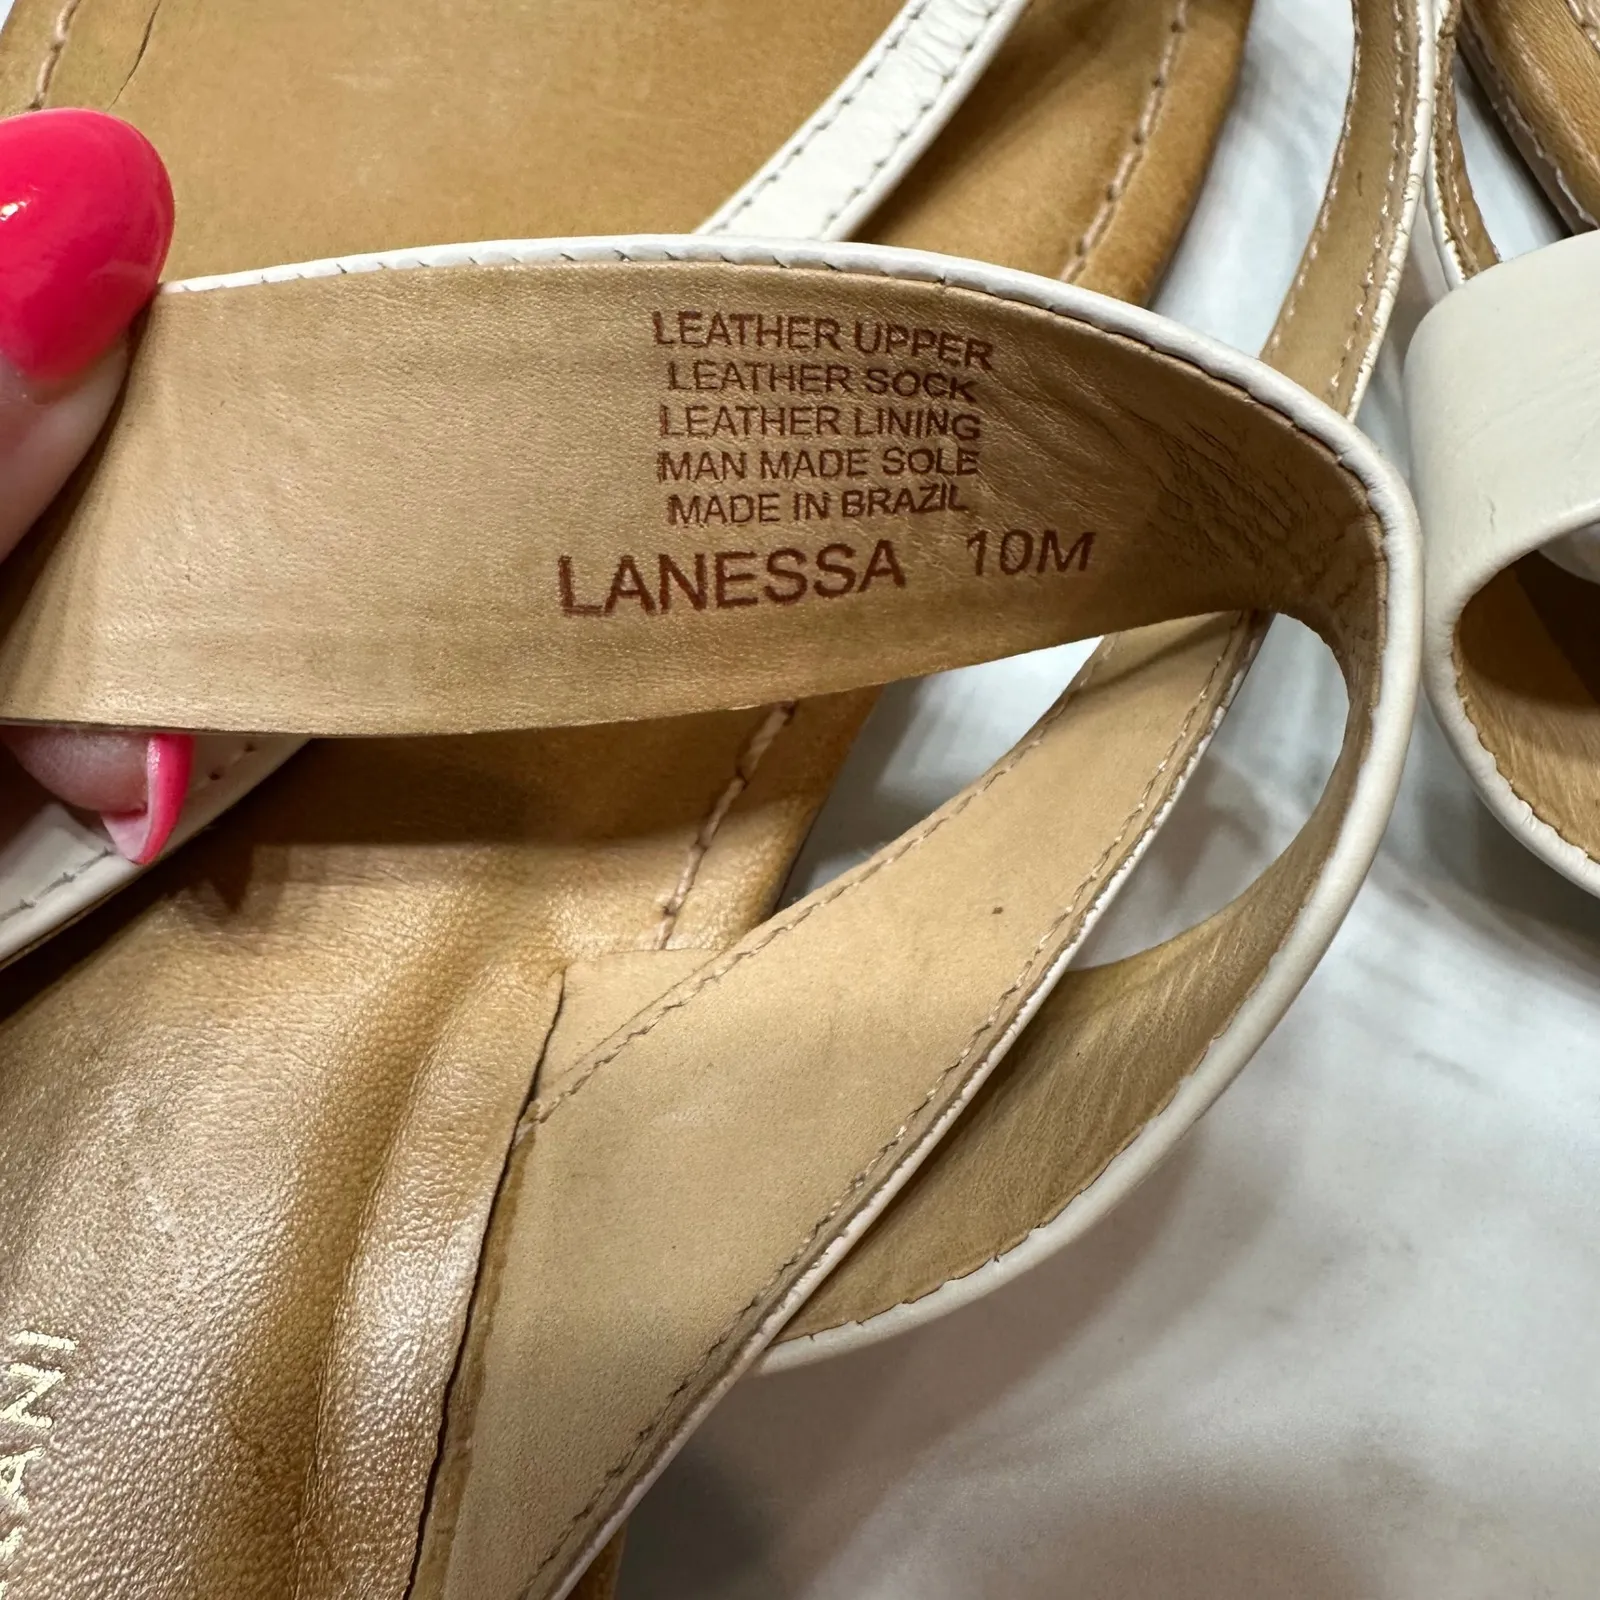 LEATHER UPPER
LEATHER SOCK
LEATHER LINING
MAN MADE SOLE
MADE IN BRAZIL
LANESSA 10M